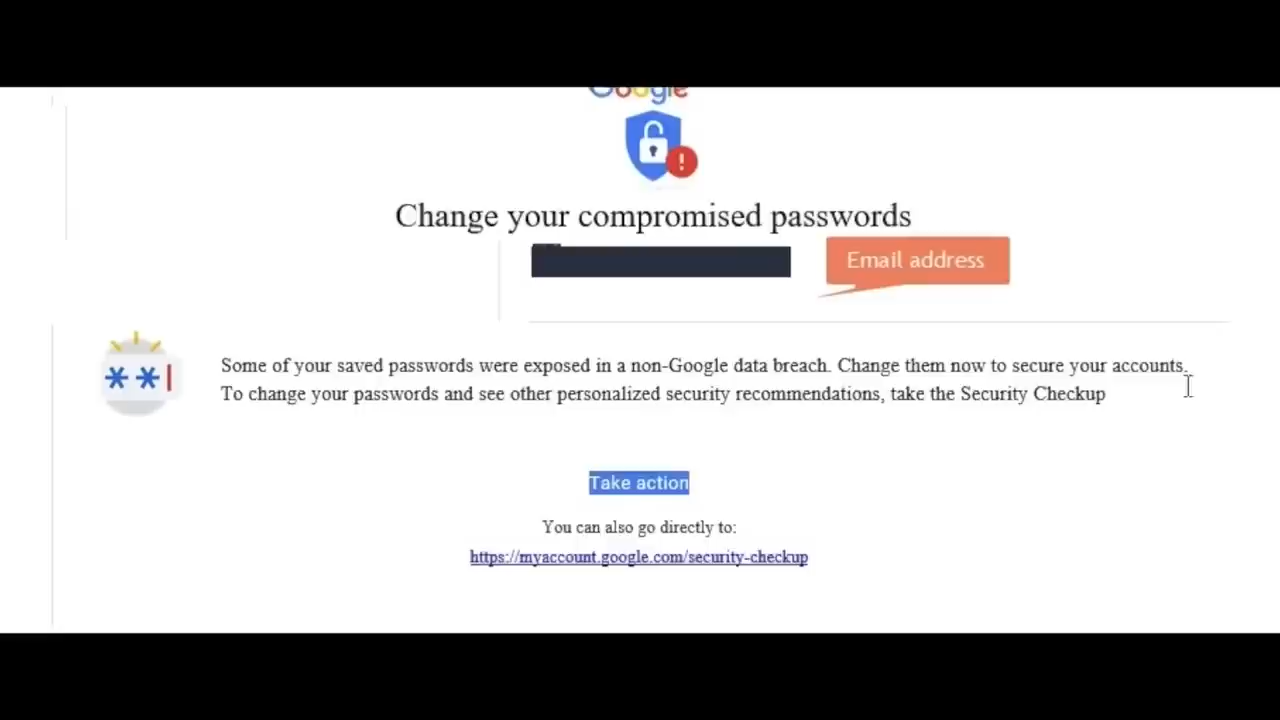 Google
Change your compromised passwords
Email address
Some of your saved passwords were exposed in a non-Google data breach. Change them now to secure your accounts.
To change your passwords and see other personalized security recommendations, take the Security Checkup
Take action
You can also go directly to:
https://myaccount.google.com/security-checkup